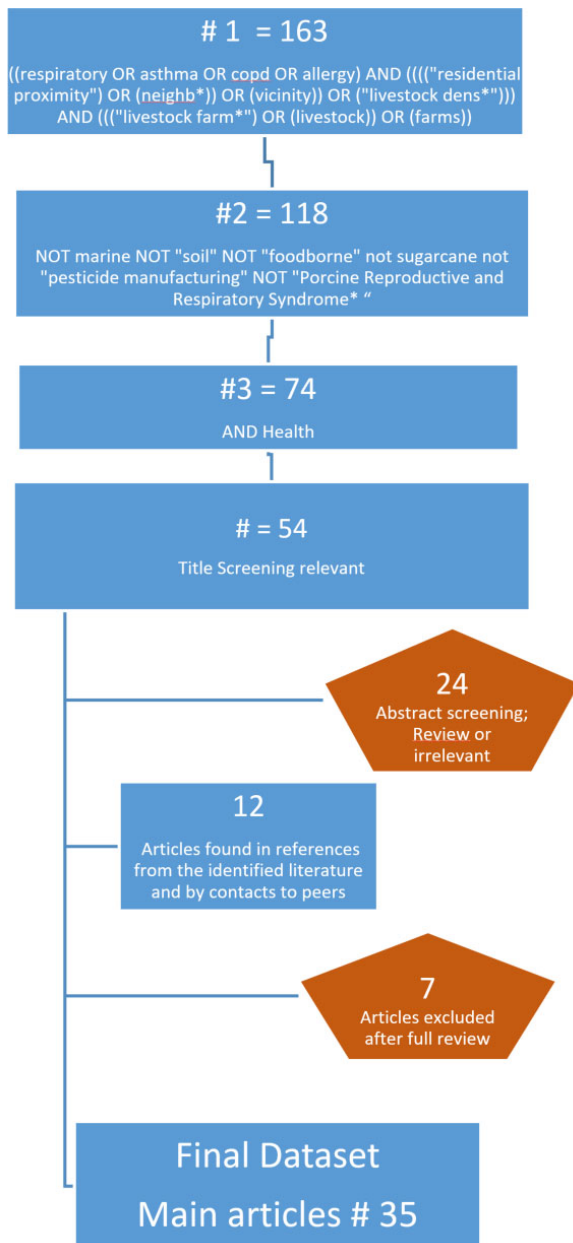 # 1 = 163
((respiratory OR asthma OR copd OR allergy) AND (((("residential
proximity") OR (neighb*)) OR (vicinity)) OR ("livestock dens*")))
AND ((("livestock farm*") OR (livestock)) OR (farms))
#2 = 118
NOT marine NOT "soil" NOT "foodborne" not sugarcane not
"pesticide manufacturing" NOT "Porcine Reproductive and
Respiratory Syndrome* “
#3 = 74
AND Health
# = 54
Title Screening relevant
24
Abstract screening;
Review or
irrelevant
12
Articles found in references
from the identified literature
and by contacts to peers
7
Articles excluded
after full review
Final Dataset
Main articles # 35